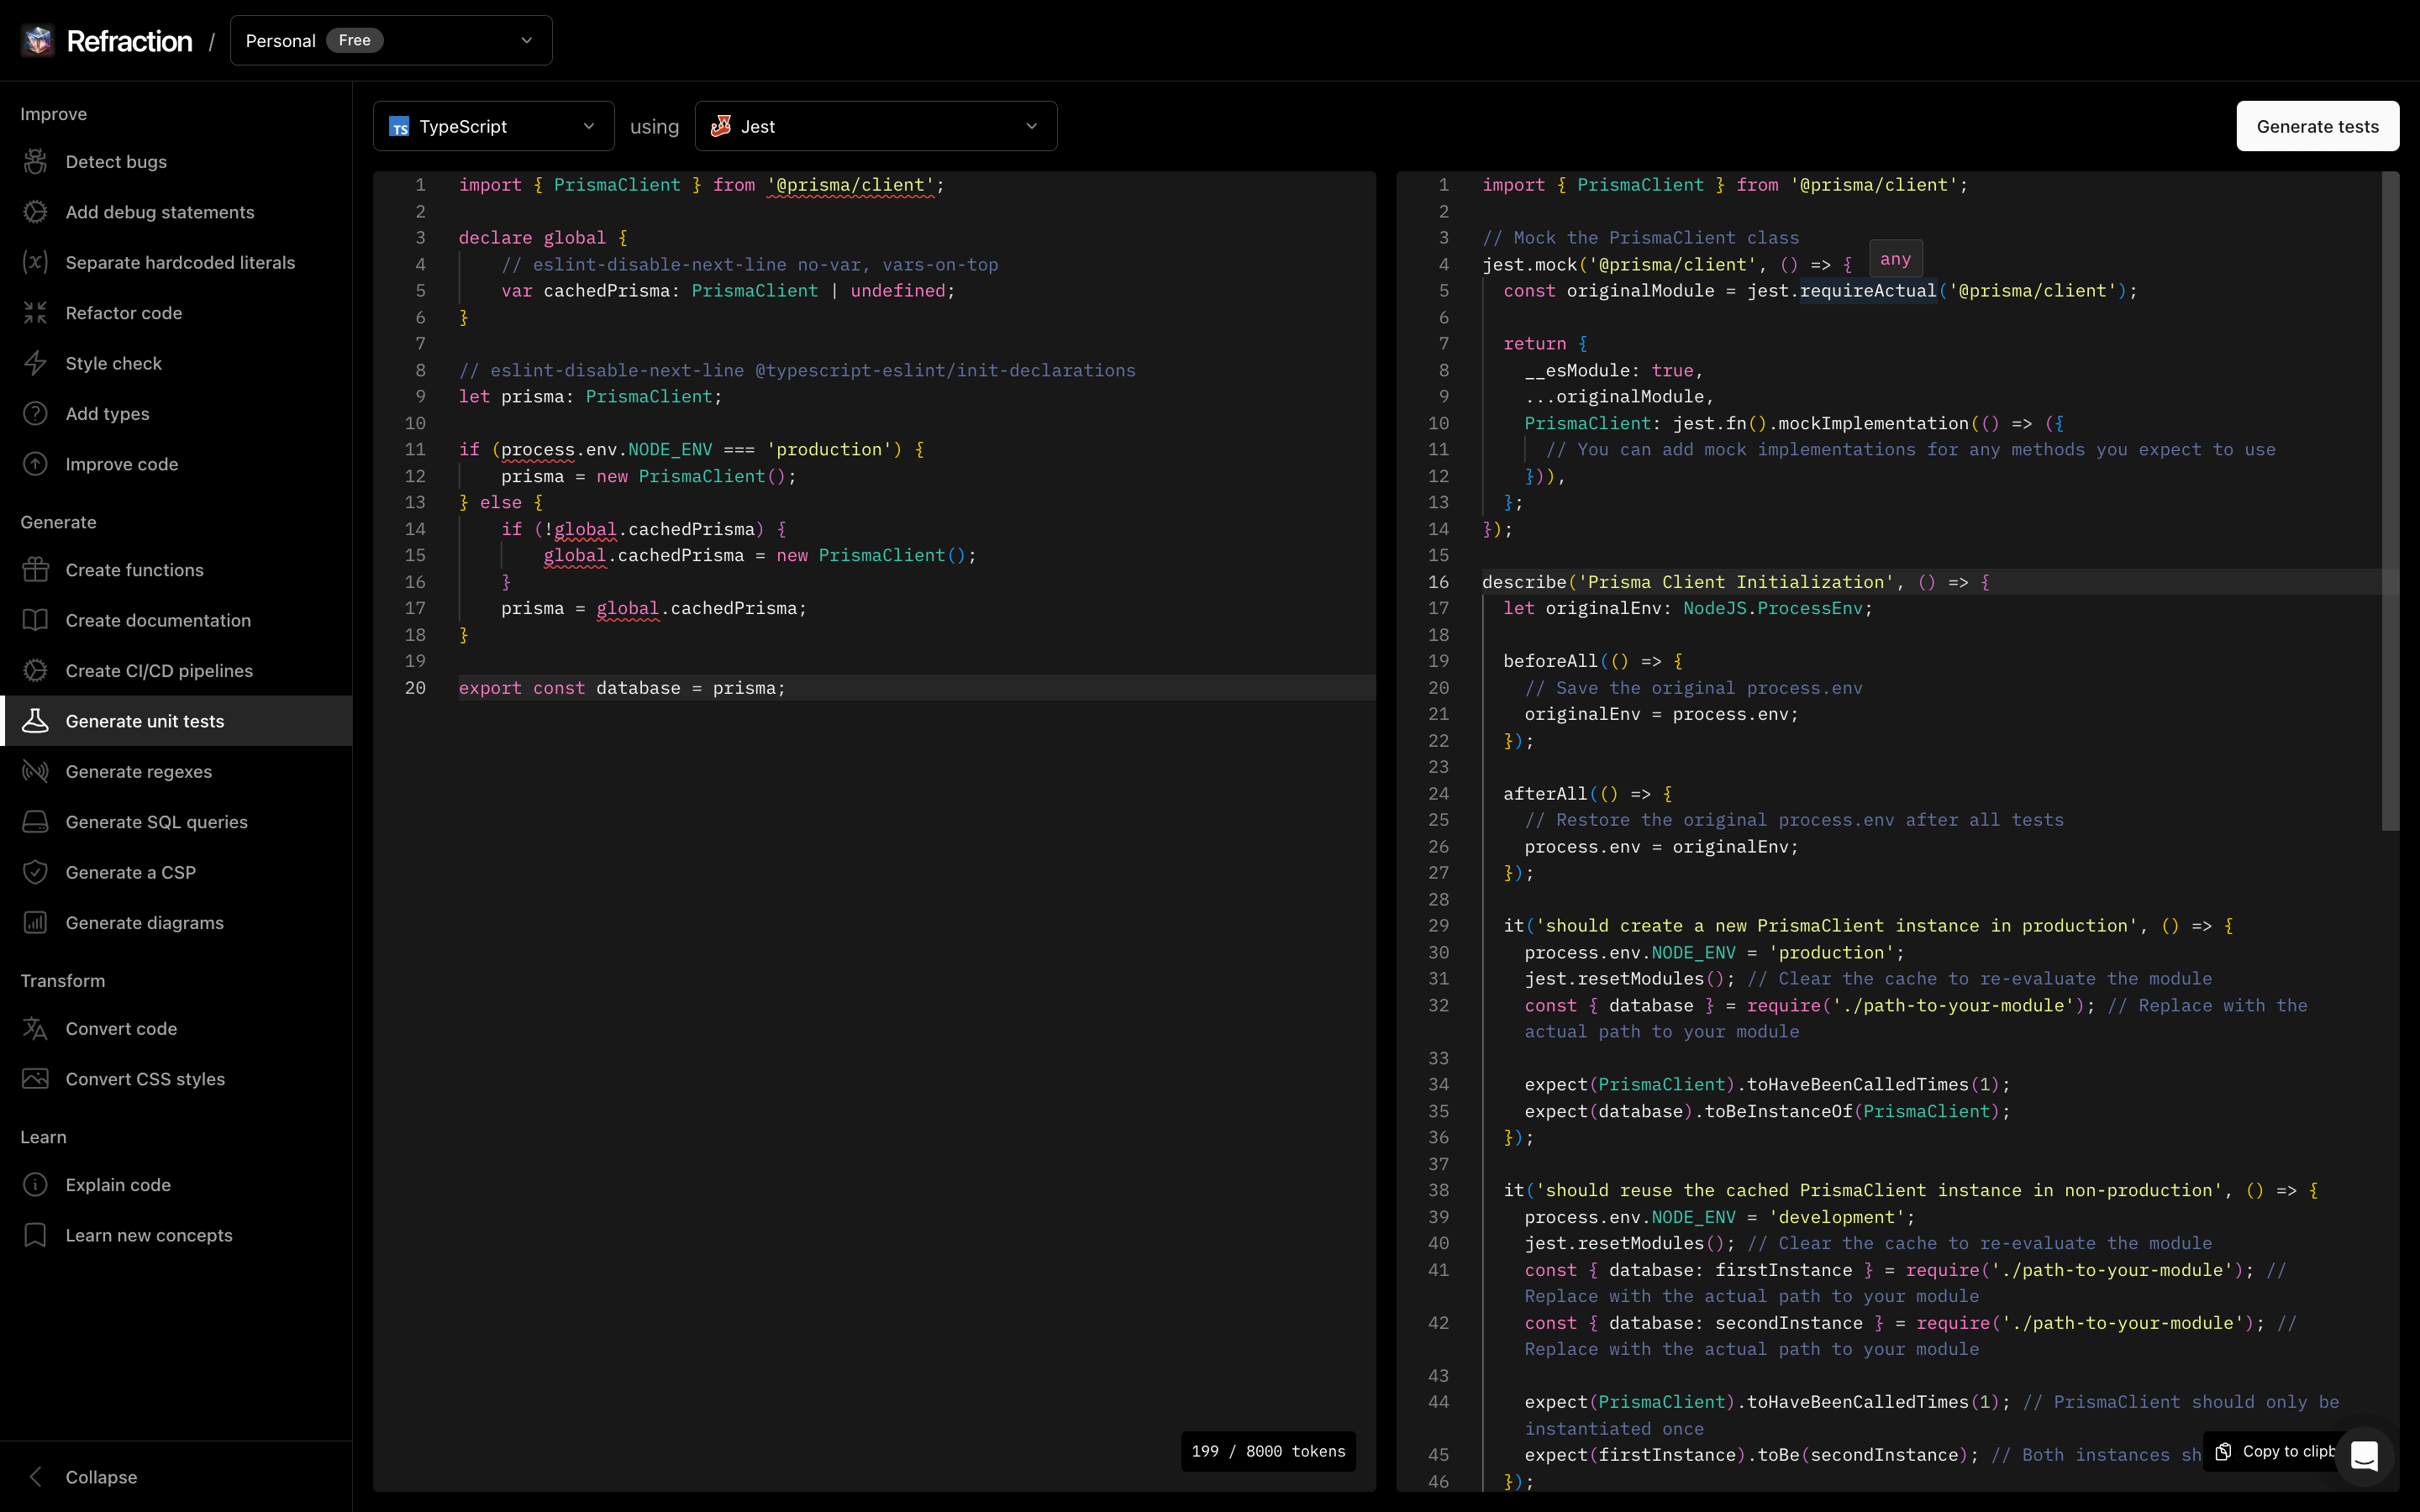 Refraction / Personal Free
Improve
Detect bugs
Add debug statements
Separate hardcoded literals
Refactor code
Style check
Add types
Improve code
Generate
Create functions
Create documentation
Create CI/CD pipelines
Generate unit tests
Generate regexes
Generate SQL queries
Generate a CSP
Generate diagrams
Transform
Convert code
Convert CSS styles
Learn
Explain code
Learn new concepts
Collapse
TS TypeScript using Jest
Generate tests
1 import { PrismaClient } from '@prisma/client';
2
3 declare global {
4 // eslint-disable-next-line no-var, vars-on-top
5 var cachedPrisma: PrismaClient | undefined;
6 }
7
8 // eslint-disable-next-line @typescript-eslint/init-declarations
9 let prisma: PrismaClient;
10
11 if (process.env.NODE_ENV === 'production') {
12 prisma = new PrismaClient();
13 } else {
14 if (!global.cachedPrisma) {
15 global.cachedPrisma = new PrismaClient();
16 }
17 prisma = global.cachedPrisma;
18 }
19
20 export const database = prisma;
199 / 8000 tokens
1 import { PrismaClient } from '@prisma/client';
2
3 // Mock the PrismaClient class
4 jest.mock('@prisma/client', () => {
any
5 const originalModule = jest.requireActual('@prisma/client');
6
7 return {
8 __esModule: true,
9 ...originalModule,
10 PrismaClient: jest.fn().mockImplementation(() => ({
11 // You can add mock implementations for any methods you expect to use
12 })),
13 };
14 });
15
16 describe('Prisma Client Initialization', () => {
17 let originalEnv: NodeJS.ProcessEnv;
18
19 beforeAll(() => {
20 // Save the original process.env
21 originalEnv = process.env;
22 });
23
24 afterAll(() => {
25 // Restore the original process.env after all tests
26 process.env = originalEnv;
27 });
28
29 it('should create a new PrismaClient instance in production', () => {
30 process.env.NODE_ENV = 'production';
31 jest.resetModules(); // Clear the cache to re-evaluate the module
32 const { database } = require('./path-to-your-module'); // Replace with the
actual path to your module
33
34 expect(PrismaClient).toHaveBeenCalledTimes(1);
35 expect(database).toBeInstanceOf(PrismaClient);
36 });
37
38 it('should reuse the cached PrismaClient instance in non-production', () => {
39 process.env.NODE_ENV = 'development';
40 jest.resetModules(); // Clear the cache to re-evaluate the module
41 const { database: firstInstance } = require('./path-to-your-module'); //
Replace with the actual path to your module
42 const { database: secondInstance } = require('./path-to-your-module'); //
Replace with the actual path to your module
43
44 expect(PrismaClient).toHaveBeenCalledTimes(1); // PrismaClient should only be
instantiated once
45 expect(firstInstance).toBe(secondInstance); // Both instances sh
46 });
Copy to clipb